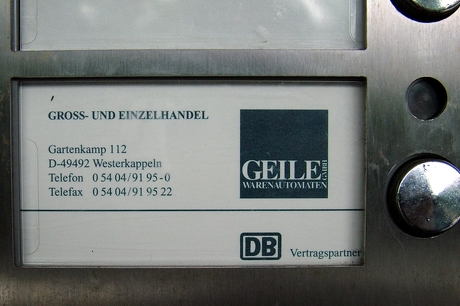 GROSS- UND EINZELHANDEL
Gartenkamp 112
D-49492 Westerkappeln
Telefon 0 54 04/91 95-0
Telefax 0 54 04/91 95 22
GEILE GMBH
WARENAUTOMATEN
DB Vertragspartner